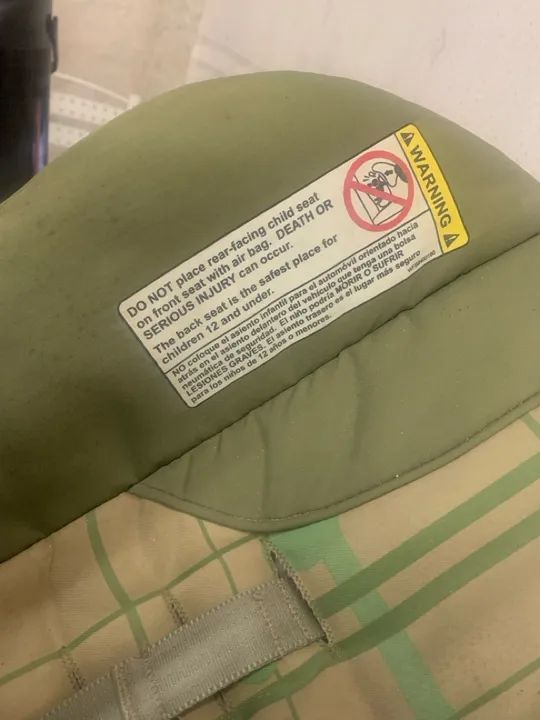 WARNING
DO NOT place rear-facing child seat
on front seat with air bag. DEATH OR
SERIOUS INJURY can occur.
The back seat is the safest place for
children 12 and under.
NO coloque el asiento infantil para el automóvil orientado hacia
atrás en el asiento delantero del vehículo que tenga una bolsa
neumática de seguridad. El niño podría MORIR O SUFRIR
LESIONES GRAVES. El asiento trasero es el lugar más seguro
para los niños de 12 años o menores.